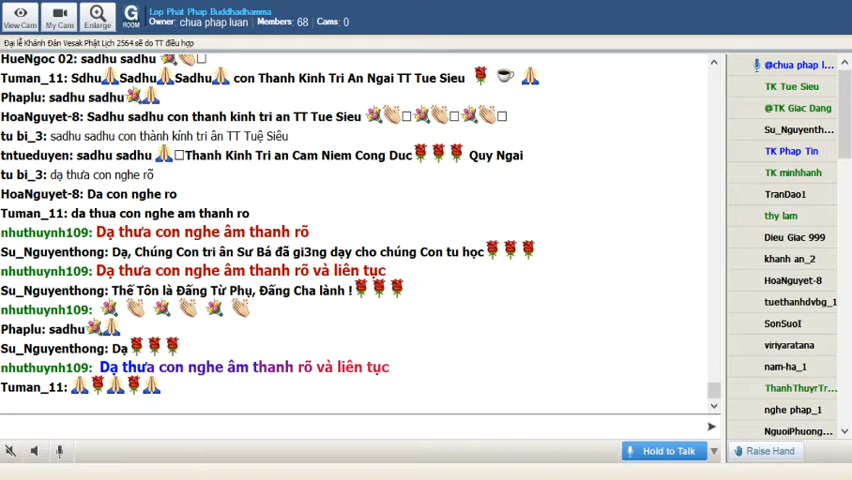 View Cam
My Cam
Enlarge
G
ROOM
Lop Phat Phap Buddhadhamma
Owner: chua phap luan Members: 68 Cams: 0
Đại lễ Khánh Đản Vesak Phật Lịch 2564 sẽ do TT điều hợp
HueNgoc 02: sadhu sadhu
Tuman_11: Sdhu Sadhu Sadhu con Thanh Kinh Tri An Ngai TT Tue Sieu
Phaplu: sadhu sadhu
HoaNguyet-8: Sadhu sadhu con thanh kinh tri an TT Tue Sieu
tu bi_3: sadhu sadhu con thành kính tri ân TT Tuệ Siêu
tntueduyen: sadhu sadhu Thanh Kinh Tri an Cam Niem Cong Duc Quy Ngai
tu bi_3: dạ thưa con nghe rõ
HoaNguyet-8: Da con nghe ro
Tuman_11: da thua con nghe am thanh ro
nhuthuynh109: Dạ thưa con nghe âm thanh rõ
Su_Nguyenthong: Dạ, Chúng Con tri ân Sư Bá đã gi3ng dạy cho chúng Con tu học
nhuthuynh109: Dạ thưa con nghe âm thanh rõ và liên tục
Su_Nguyenthong: Thế Tôn là Đấng Từ Phụ, Đấng Cha lành !
nhuthuynh109:
Phaplu: sadhu
Su_Nguyenthong: Dạ
nhuthuynh109: Dạ thưa con nghe âm thanh rõ và liên tục
Tuman_11:
Hold to Talk
@chua phap l...
TK Tue Sieu
@TK Giac Dang
Su_Nguyenth...
TK Phap Tin
TK minhhanh
TranDao1
thy lam
Dieu Giac 999
khanh an_2
HoaNguyet-8
tuethanhdvbg_1
SonSuoI
viriyaratana
nam-ha_1
ThanhThuyrTr...
nghe phap_1
NguoiPhuong...
Raise Hand